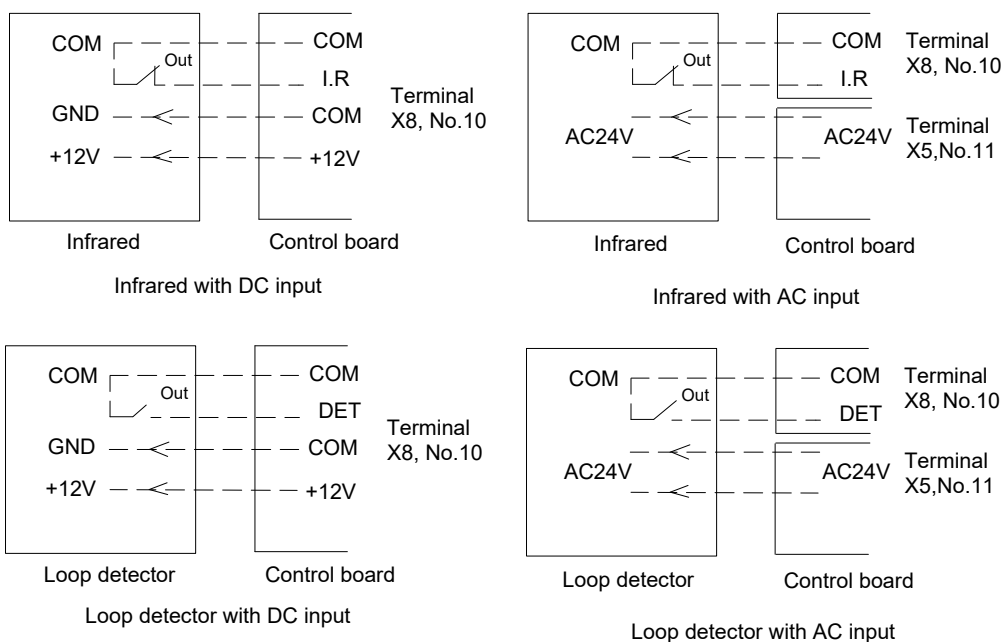 COM
Out
GND
+12V
COM
I.R
COM
+12V
Terminal
X8, No.10
Infrared
Control board
Infrared with DC input
COM
Out
AC24V
COM
I.R
AC24V
Terminal
X8, No.10
Terminal
X5,No.11
Infrared
Control board
Infrared with AC input
COM
Out
GND
+12V
COM
DET
COM
+12V
Terminal
X8, No.10
Loop detector
Control board
Loop detector with DC input
COM
Out
AC24V
COM
DET
AC24V
Terminal
X8, No.10
Terminal
X5,No.11
Loop detector
Control board
Loop detector with AC input